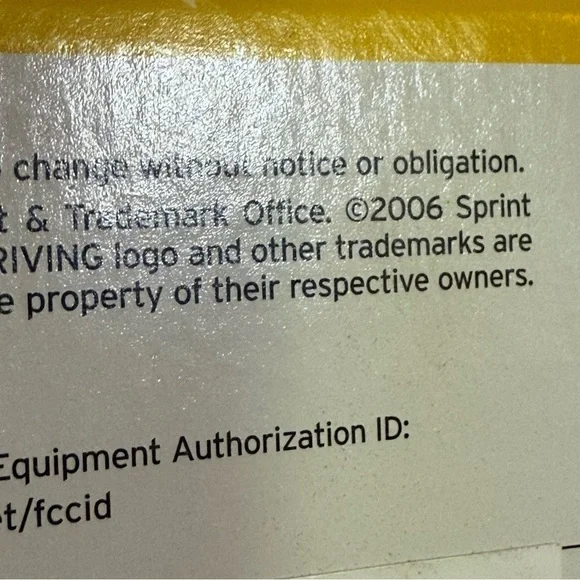 change without notice or obligation.
& Trademark Office. ©2006 Sprint
RIVING logo and other trademarks are
e property of their respective owners.
Equipment Authorization ID:
t/fccid